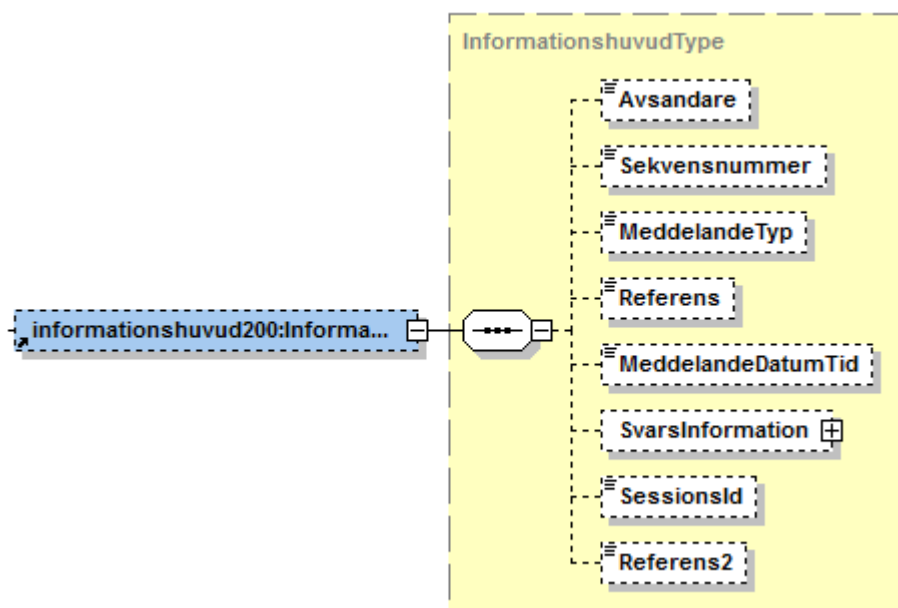 InformationshuvudType
Avsandare
Sekvensnummer
MeddelandeTyp
Referens
informationshuvud200:Informa...
MeddelandeDatumTid
SvarsInformation
SessionsId
Referens2